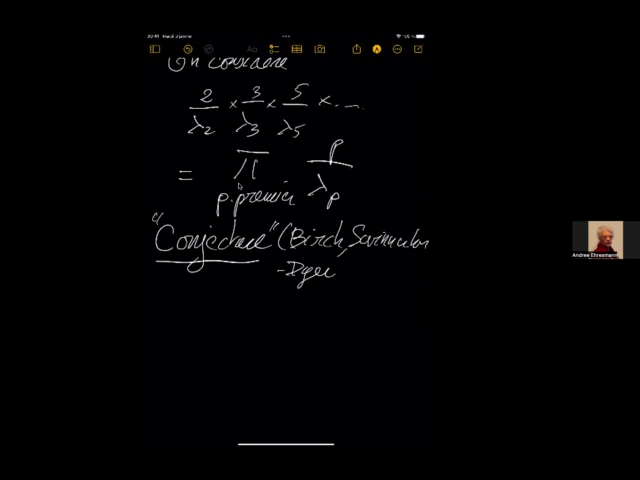 On considère
2/λ2 × 3/λ3 × 5/λ5 × ...
= π p/λp
p. premier
"Conjecture" (Birch, Swinnerton
-Dyer
Andree Ehresmann